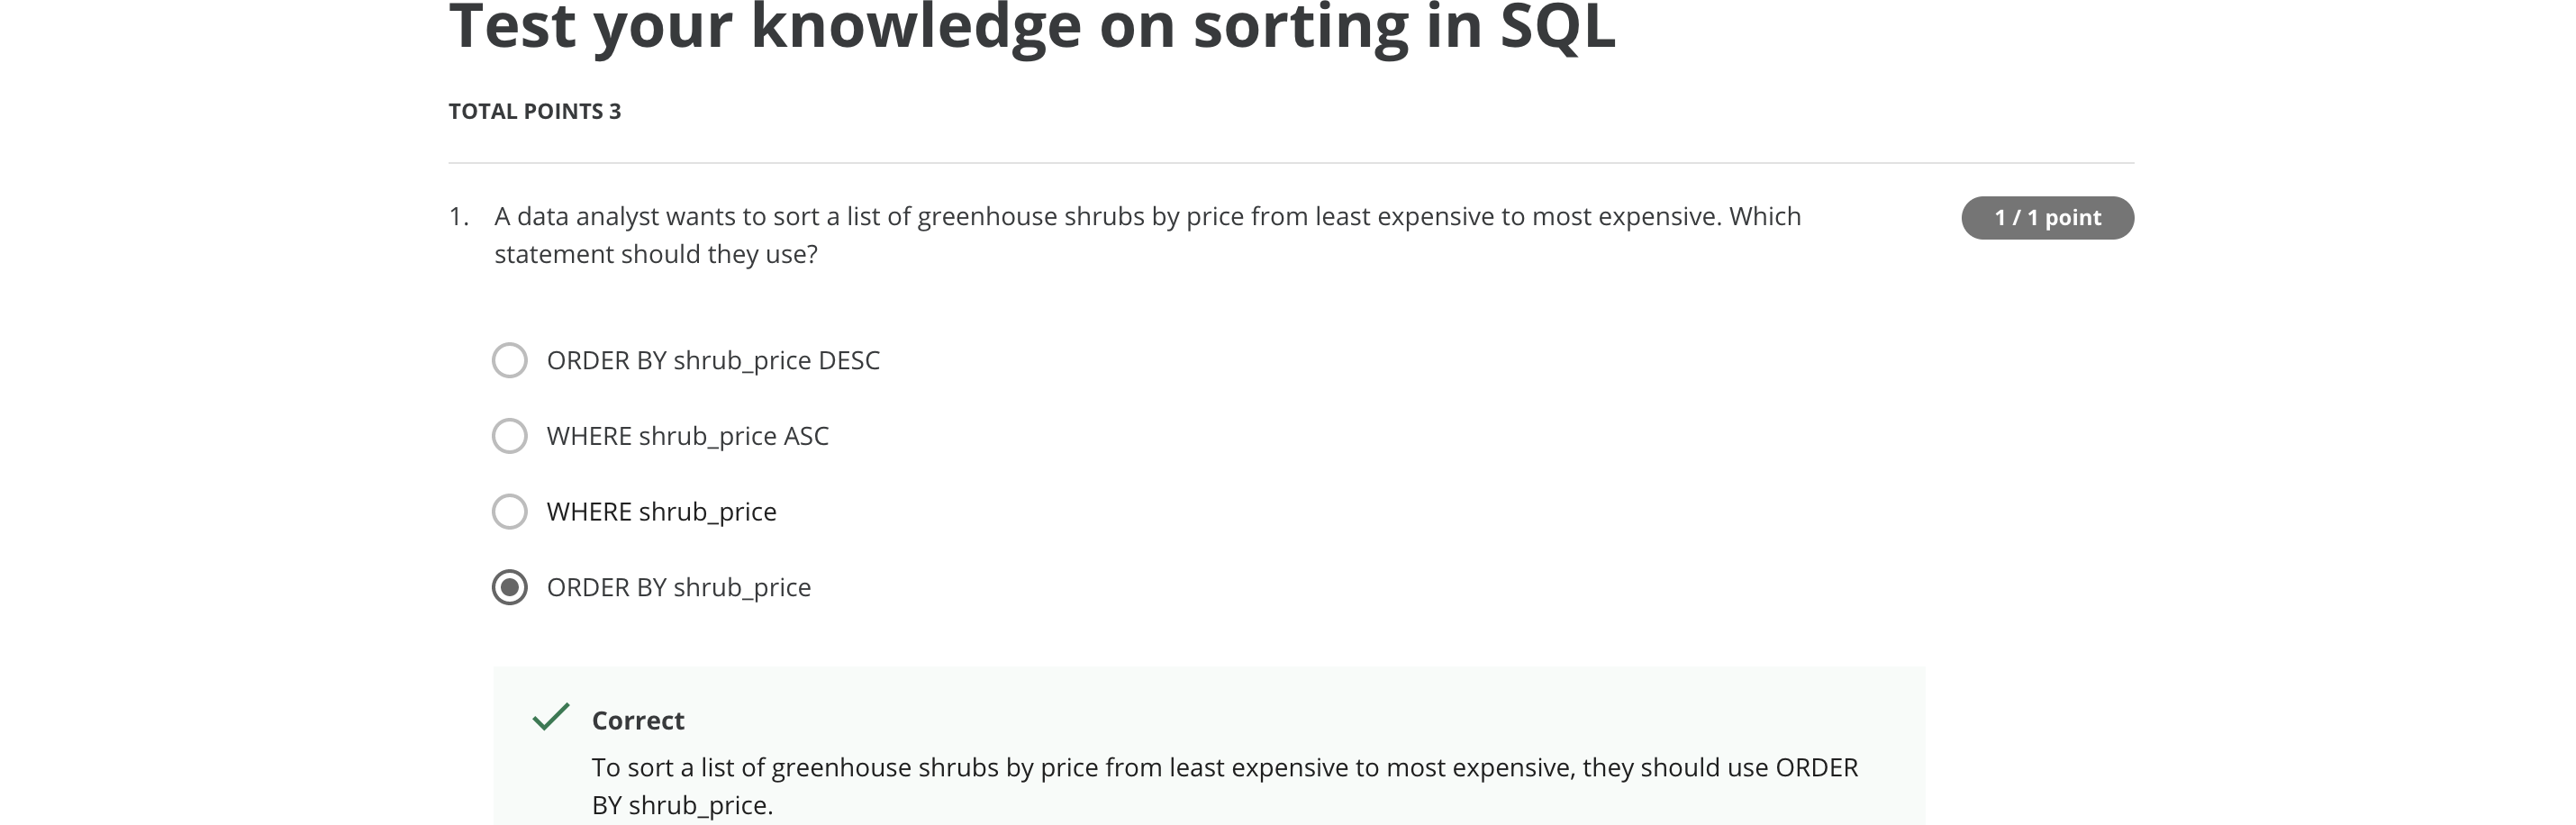 Test your knowledge on sorting in SQL
TOTAL POINTS 3
1. A data analyst wants to sort a list of greenhouse shrubs by price from least expensive to most expensive. Which
statement should they use?
1 / 1 point
ORDER BY shrub_price DESC
WHERE shrub_price ASC
WHERE shrub_price
ORDER BY shrub_price
Correct
To sort a list of greenhouse shrubs by price from least expensive to most expensive, they should use ORDER
BY shrub_price.